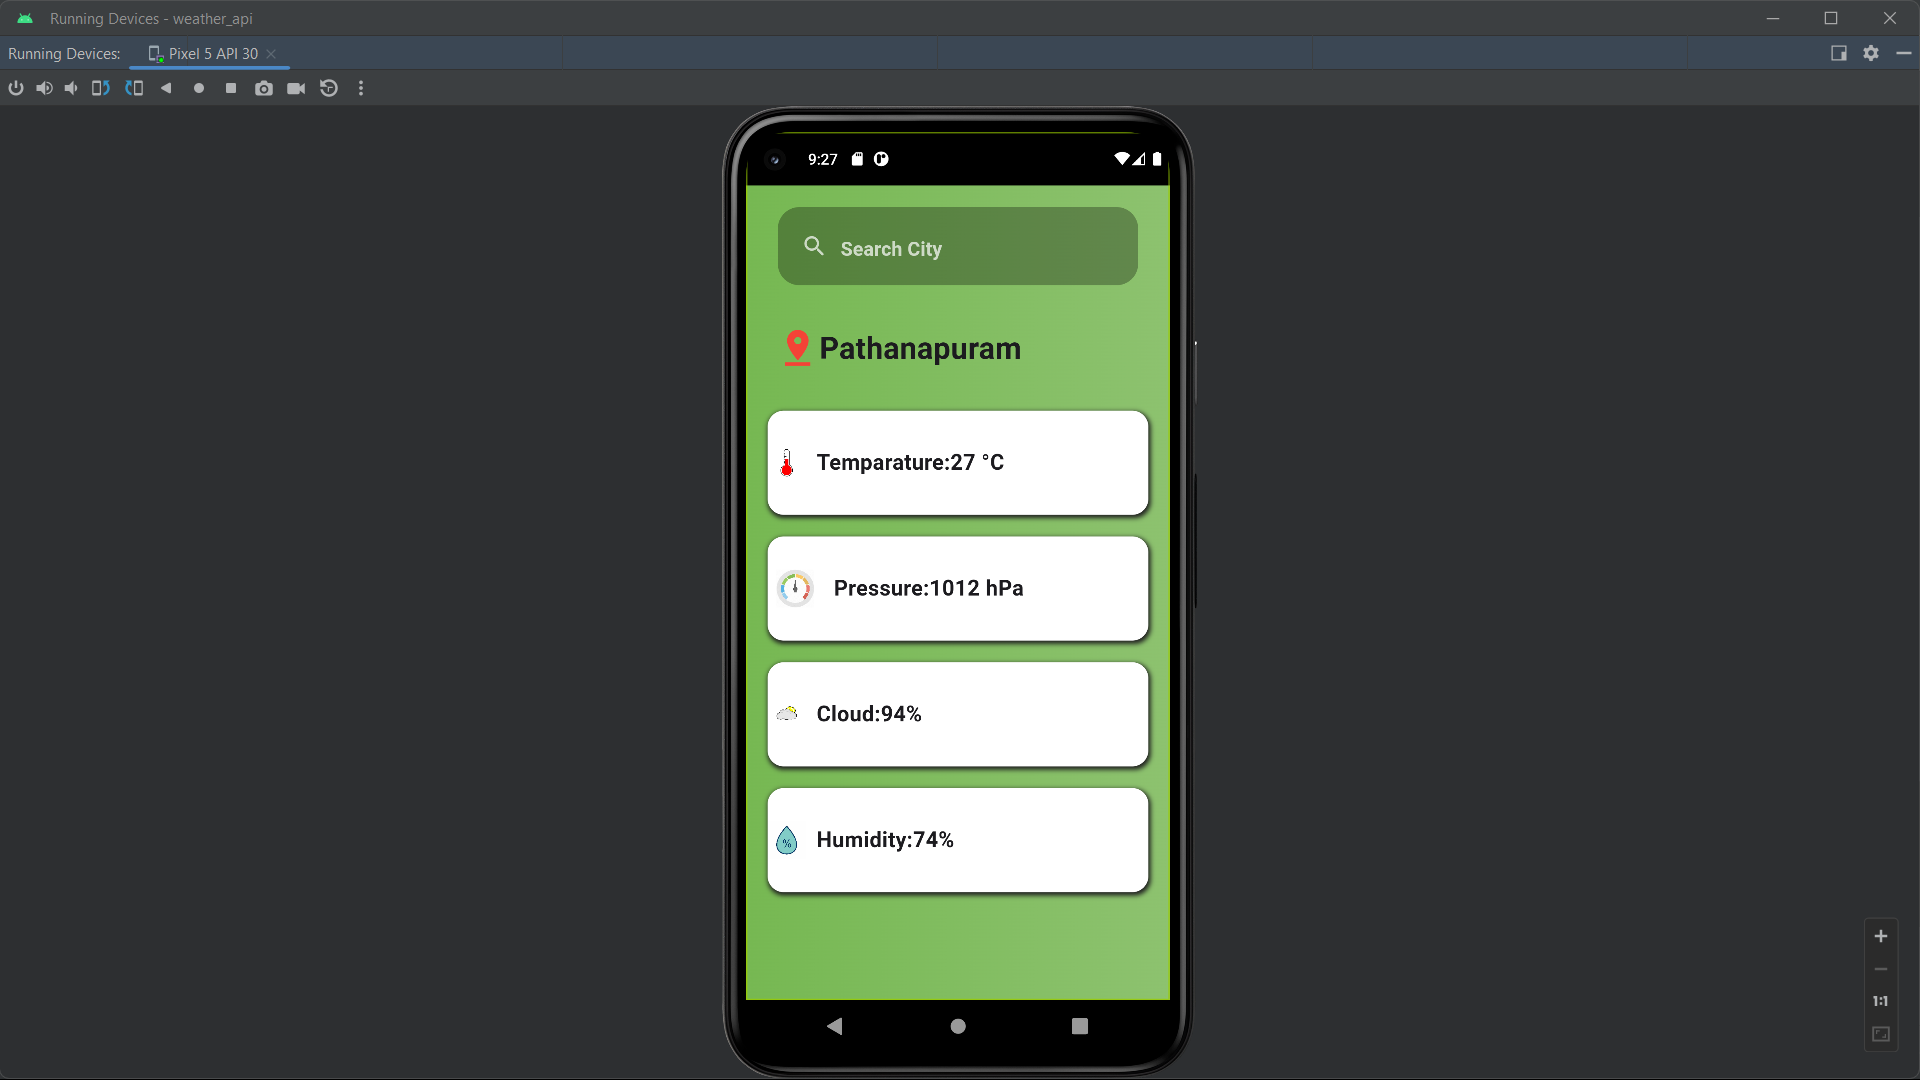 Running Devices - weather_api
Running Devices: Pixel 5 API 30
9:27
Search City
Pathanapuram
Temparature:27 °C
Pressure:1012 hPa
Cloud:94%
% Humidity:74%
1:1